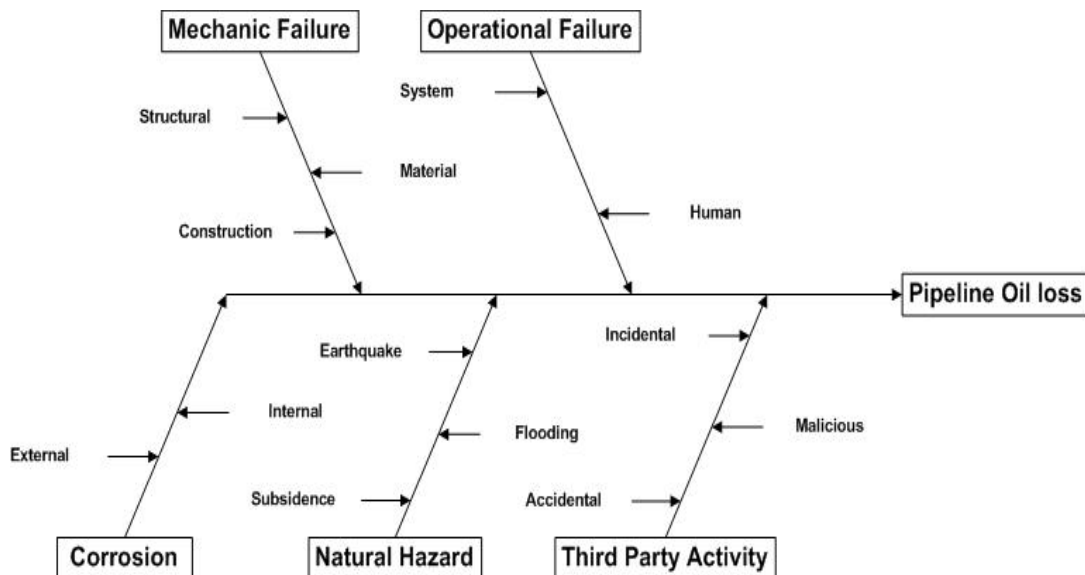 Mechanic Failure
Operational Failure
System
Structural
Material
Human
Construction
Pipeline Oil loss
Incidental
Earthquake
Internal
Malicious
Flooding
External
Subsidence
Accidental
Corrosion
Natural Hazard
Third Party Activity